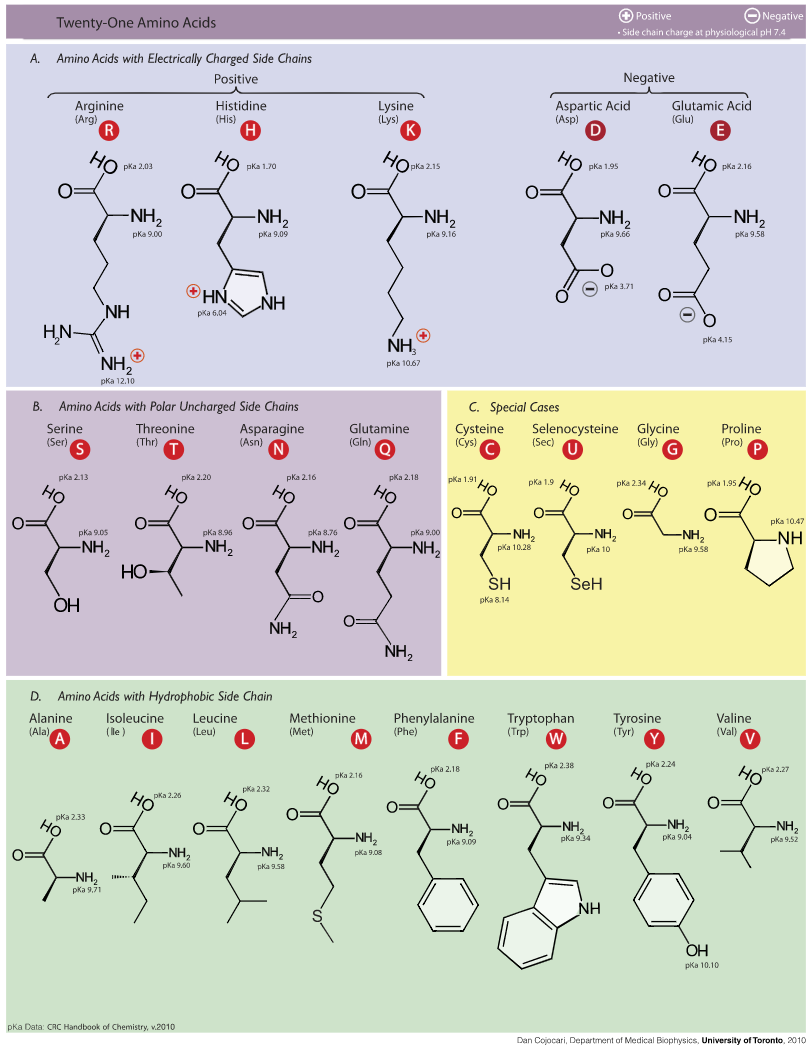 Twenty-One Amino Acids
+ Positive
− Negative
• Side chain charge at physiological pH 7.4
A. Amino Acids with Electrically Charged Side Chains
Positive
Negative
Arginine
(Arg)
R
Histidine
(His)
H
Lysine
(Lys)
K
Aspartic Acid
(Asp)
D
Glutamic Acid
(Glu)
E
HO
pKa 2.03
O
NH2
pKa 9.00
NH
H2N
NH2
+
pKa 12.10
HO
pKa 1.70
O
NH2
pKa 9.09
+
HN
NH
pKa 6.04
HO
pKa 2.15
O
NH2
pKa 9.16
NH3
+
pKa 10.67
HO
pKa 1.95
O
NH2
pKa 9.66
O
O
−
pKa 3.71
HO
pKa 2.16
O
NH2
pKa 9.58
O
O
−
pKa 4.15
B. Amino Acids with Polar Uncharged Side Chains
Serine
(Ser)
S
Threonine
(Thr)
T
Asparagine
(Asn)
N
Glutamine
(Gln)
Q
pKa 2.13
HO
O
pKa 9.05
NH2
OH
pKa 2.20
HO
O
pKa 8.96
NH2
HO
pKa 2.16
HO
O
pKa 8.76
NH2
O
NH2
pKa 2.18
HO
O
pKa 9.00
NH2
O
NH2
C. Special Cases
Cysteine
(Cys)
C
Selenocysteine
(Sec)
U
Glycine
(Gly)
G
Proline
(Pro)
P
pKa 1.91
HO
O
NH2
pKa 10.28
SH
pKa 8.14
pKa 1.9
HO
O
NH2
pKa 10
SeH
pKa 2.34
HO
O
NH2
pKa 9.58
pKa 1.95
HO
O
pKa 10.47
NH
D. Amino Acids with Hydrophobic Side Chain
Alanine
(Ala)
A
Isoleucine
(Ile)
I
Leucine
(Leu)
L
Methionine
(Met)
M
Phenylalanine
(Phe)
F
Tryptophan
(Trp)
W
Tyrosine
(Tyr)
Y
Valine
(Val)
V
pKa 2.33
HO
O
NH2
pKa 9.71
pKa 2.26
HO
O
NH2
pKa 9.60
pKa 2.32
HO
O
NH2
pKa 9.58
pKa 2.16
HO
O
NH2
pKa 9.08
S
pKa 2.18
HO
O
NH2
pKa 9.09
pKa 2.38
HO
O
NH2
pKa 9.34
NH
pKa 2.24
HO
O
NH2
pKa 9.04
OH
pKa 10.10
pKa 2.27
HO
O
NH2
pKa 9.52
pKa Data: CRC Handbook of Chemistry, v.2010
Dan Cojocari, Department of Medical Biophysics, University of Toronto, 2010